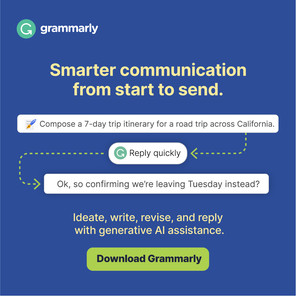 grammarly
Smarter communication
from start to send.
Compose a 7-day trip itinerary for a road trip across California.
Reply quickly
Ok, so confirming we're leaving Tuesday instead?
Ideate, write, revise, and reply
with generative AI assistance.
Download Grammarly